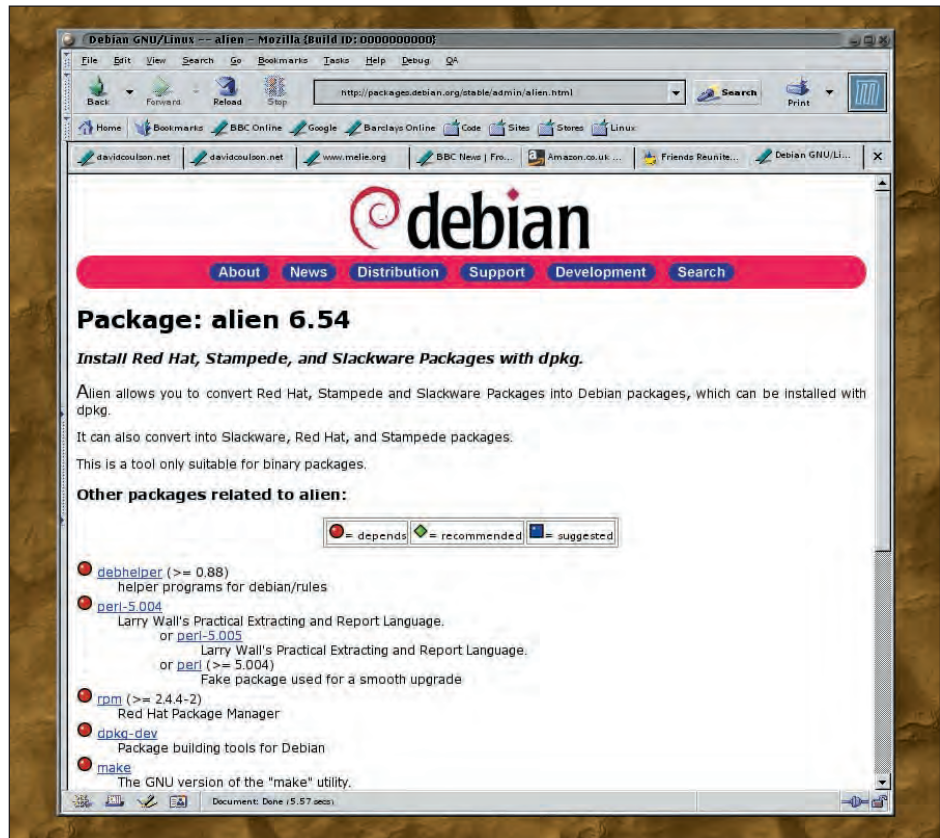 Debian GNU/Linux -- alien - Mozilla {Build ID: 0000000000}
File Edit View Search Go Bookmarks Tasks Help Debug QA
Back Forward Reload Stop http://packages.debian.org/stable/admin/alien.html Search Print
Home Bookmarks BBC Online Google Barclays Online Code Sites Stores Linux
davidcoulson.net davidcoulson.net www.melie.org BBC News | Fro... Amazon.co.uk ... Friends Reunite... Debian GNU/Li... X
debian
About News Distribution Support Development Search
Package: alien 6.54
Install Red Hat, Stampede, and Slackware Packages with dpkg.
Alien allows you to convert Red Hat, Stampede and Slackware Packages into Debian packages, which can be installed with
dpkg.
It can also convert into Slackware, Red Hat, and Stampede packages.
This is a tool only suitable for binary packages.
Other packages related to alien:
= depends = recommended = suggested
debhelper (>= 0.88)
helper programs for debian/rules
perl-5.004
Larry Wall's Practical Extracting and Report Language.
or perl-5.005
Larry Wall's Practical Extracting and Report Language.
or perl (>= 5.004)
Fake package used for a smooth upgrade
rpm (>= 2.4.4-2)
Red Hat Package Manager
dpkg-dev
Package building tools for Debian
make
The GNU version of the "make" utility.
Document: Done (5.57 secs)